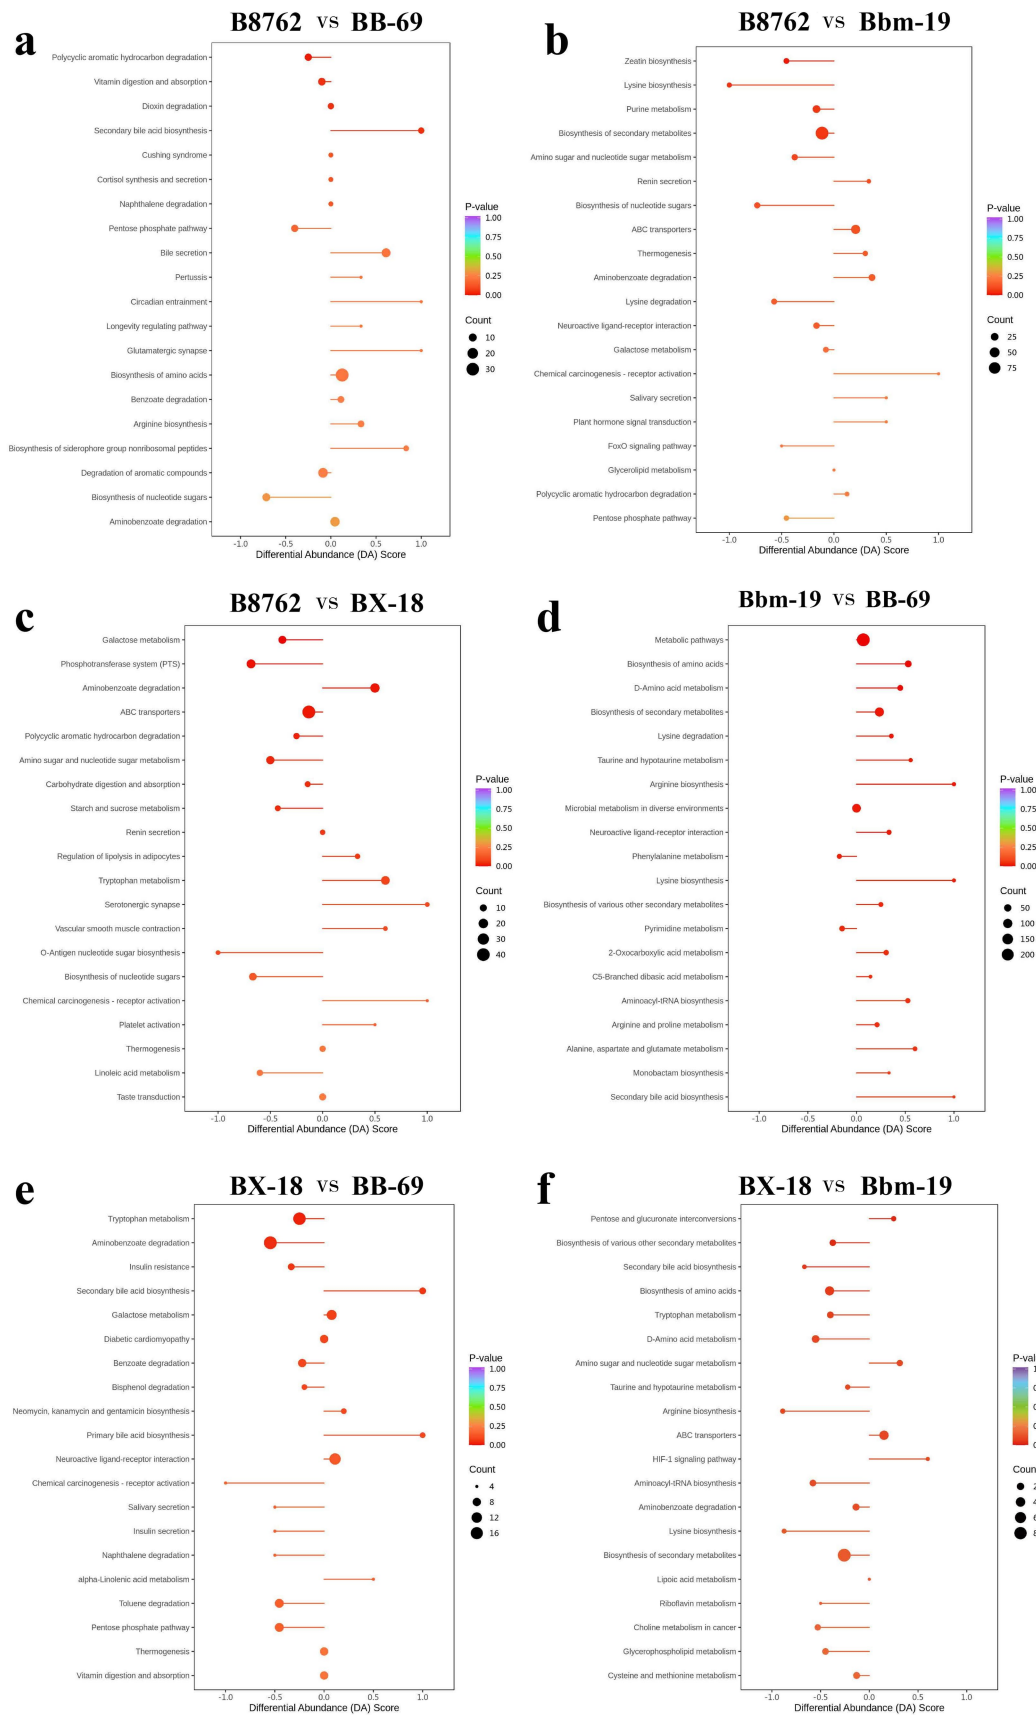 a
B8762 vs BB-69
Polycyclic aromatic hydrocarbon degradation
Vitamin digestion and absorption
Dioxin degradation
Secondary bile acid biosynthesis
Cushing syndrome
Cortisol synthesis and secretion
Naphthalene degradation
Pentose phosphate pathway
Bile secretion
Pertussis
Circadian entrainment
Longevity regulating pathway
Glutamatergic synapse
Biosynthesis of amino acids
Benzoate degradation
Arginine biosynthesis
Biosynthesis of siderophore group nonribosomal peptides
Degradation of aromatic compounds
Biosynthesis of nucleotide sugars
Aminobenzoate degradation
-1.0 -0.5 0.0 0.5 1.0
Differential Abundance (DA) Score
P-value
1.00
0.75
0.50
0.25
0.00
Count
10
20
30
b
B8762 vs Bbm-19
Zeatin biosynthesis
Lysine biosynthesis
Purine metabolism
Biosynthesis of secondary metabolites
Amino sugar and nucleotide sugar metabolism
Renin secretion
Biosynthesis of nucleotide sugars
ABC transporters
Thermogenesis
Aminobenzoate degradation
Lysine degradation
Neuroactive ligand-receptor interaction
Galactose metabolism
Chemical carcinogenesis - receptor activation
Salivary secretion
Plant hormone signal transduction
FoxO signaling pathway
Glycerolipid metabolism
Polycyclic aromatic hydrocarbon degradation
Pentose phosphate pathway
-1.0 -0.5 0.0 0.5 1.0
Differential Abundance (DA) Score
P-value
1.00
0.75
0.50
0.25
0.00
Count
25
50
75
c
B8762 vs BX-18
Galactose metabolism
Phosphotransferase system (PTS)
Aminobenzoate degradation
ABC transporters
Polycyclic aromatic hydrocarbon degradation
Amino sugar and nucleotide sugar metabolism
Carbohydrate digestion and absorption
Starch and sucrose metabolism
Renin secretion
Regulation of lipolysis in adipocytes
Tryptophan metabolism
Serotonergic synapse
Vascular smooth muscle contraction
O-Antigen nucleotide sugar biosynthesis
Biosynthesis of nucleotide sugars
Chemical carcinogenesis - receptor activation
Platelet activation
Thermogenesis
Linoleic acid metabolism
Taste transduction
-1.0 -0.5 0.0 0.5 1.0
Differential Abundance (DA) Score
P-value
1.00
0.75
0.50
0.25
0.00
Count
10
20
30
40
d
Bbm-19 vs BB-69
Metabolic pathways
Biosynthesis of amino acids
D-Amino acid metabolism
Biosynthesis of secondary metabolites
Lysine degradation
Taurine and hypotaurine metabolism
Arginine biosynthesis
Microbial metabolism in diverse environments
Neuroactive ligand-receptor interaction
Phenylalanine metabolism
Lysine biosynthesis
Biosynthesis of various other secondary metabolites
Pyrimidine metabolism
2-Oxocarboxylic acid metabolism
C5-Branched dibasic acid metabolism
Aminoacyl-tRNA biosynthesis
Arginine and proline metabolism
Alanine, aspartate and glutamate metabolism
Monobactam biosynthesis
Secondary bile acid biosynthesis
-1.0 -0.5 0.0 0.5 1.0
Differential Abundance (DA) Score
P-value
1.00
0.75
0.50
0.25
0.00
Count
50
100
150
200
e
BX-18 vs BB-69
Tryptophan metabolism
Aminobenzoate degradation
Insulin resistance
Secondary bile acid biosynthesis
Galactose metabolism
Diabetic cardiomyopathy
Benzoate degradation
Bisphenol degradation
Neomycin, kanamycin and gentamicin biosynthesis
Primary bile acid biosynthesis
Neuroactive ligand-receptor interaction
Chemical carcinogenesis - receptor activation
Salivary secretion
Insulin secretion
Naphthalene degradation
alpha-Linolenic acid metabolism
Toluene degradation
Pentose phosphate pathway
Thermogenesis
Vitamin digestion and absorption
-1.0 -0.5 0.0 0.5 1.0
Differential Abundance (DA) Score
P-value
1.00
0.75
0.50
0.25
0.00
Count
4
8
12
16
f
BX-18 vs Bbm-19
Pentose and glucuronate interconversions
Biosynthesis of various other secondary metabolites
Secondary bile acid biosynthesis
Biosynthesis of amino acids
Tryptophan metabolism
D-Amino acid metabolism
Amino sugar and nucleotide sugar metabolism
Taurine and hypotaurine metabolism
Arginine biosynthesis
ABC transporters
HIF-1 signaling pathway
Aminoacyl-tRNA biosynthesis
Aminobenzoate degradation
Lysine biosynthesis
Biosynthesis of secondary metabolites
Lipoic acid metabolism
Riboflavin metabolism
Choline metabolism in cancer
Glycerophospholipid metabolism
Cysteine and methionine metabolism
-1.0 -0.5 0.0 0.5 1.0
Differential Abundance (DA) Score